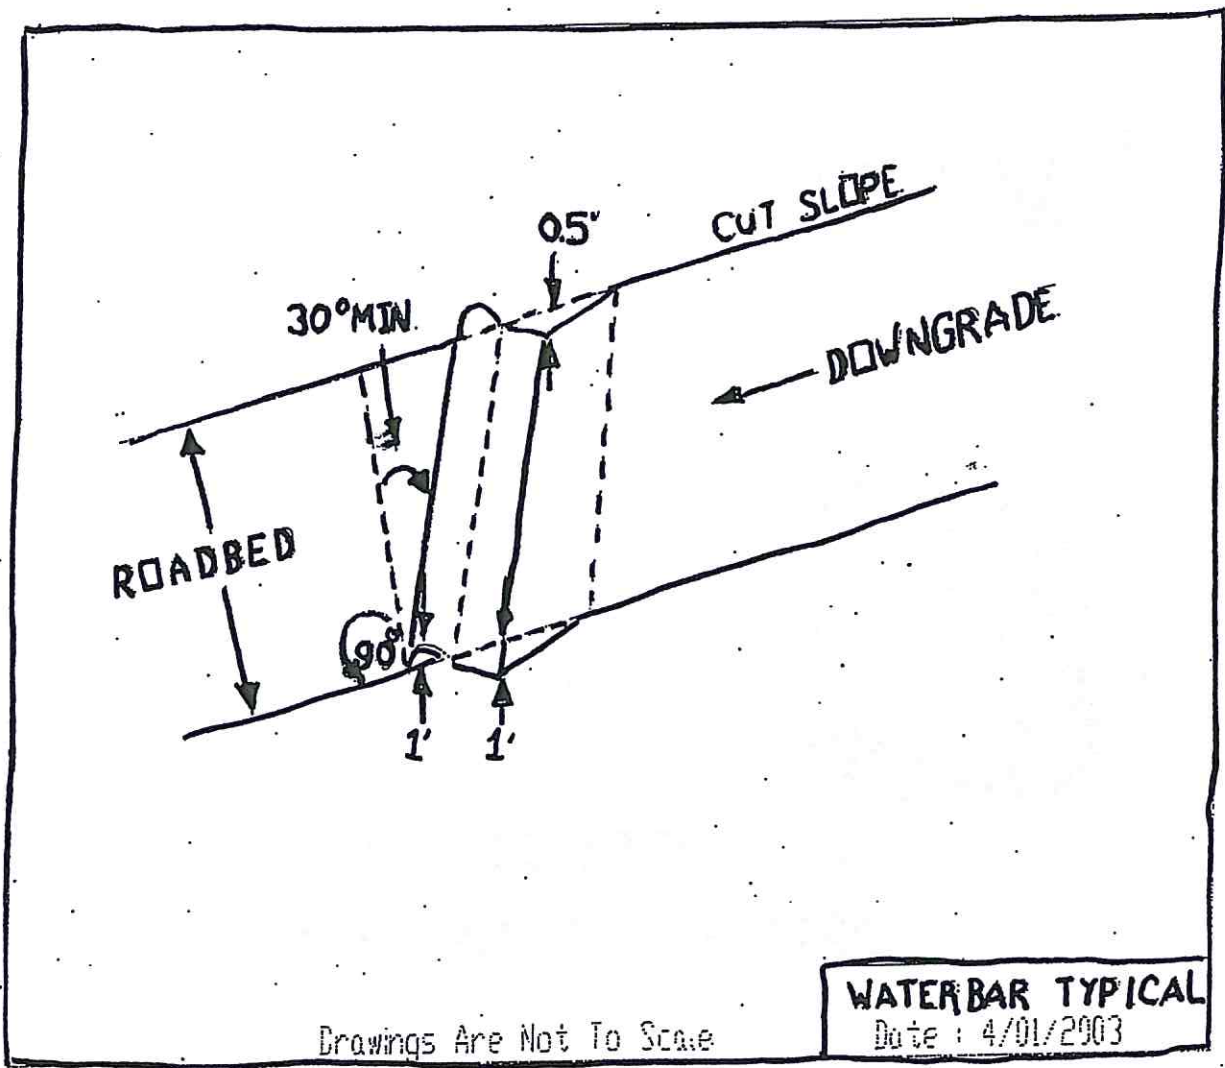 CUT SLOPE
0.5'
30° MIN.
DOWNGRADE
ROADBED
90°
1'
1'
WATERBAR TYPICAL
Drawings Are Not To Scale
Date : 4/01/2003